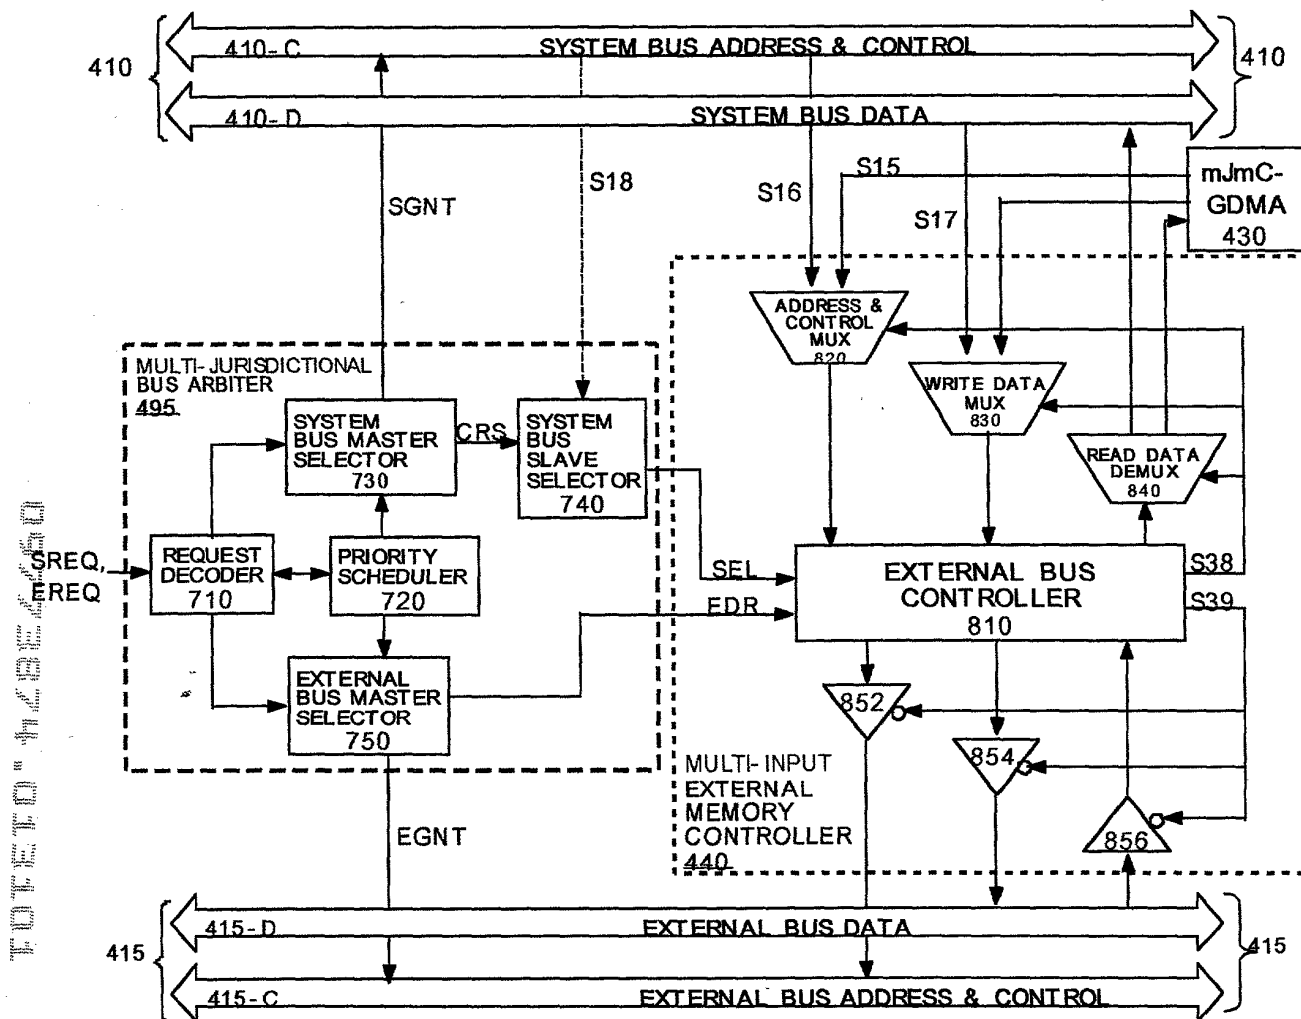 410-C SYSTEM BUS ADDRESS & CONTROL
410 410
410-D SYSTEM BUS DATA
S15
S16
S17
S18
SGNT
mJmC-
GDMA
430
ADDRESS &
CONTROL
MUX
820
MULTI-JURISDICTIONAL
BUS ARBITER
495
WRITE DATA
MUX
830
SYSTEM
BUS MASTER
SELECTOR
730
CRS
SYSTEM
BUS
SLAVE
SELECTOR
740
READ DATA
DEMUX
840
SREQ,
EREQ
REQUEST
DECODER
710
PRIORITY
SCHEDULER
720
SEL
EDR
EXTERNAL BUS
CONTROLLER
810
S38
S39
EXTERNAL
BUS MASTER
SELECTOR
750
852
854
856
MULTI-INPUT
EXTERNAL
MEMORY
CONTROLLER
440
EGNT
415-D EXTERNAL BUS DATA
415 415
415-C EXTERNAL BUS ADDRESS & CONTROL